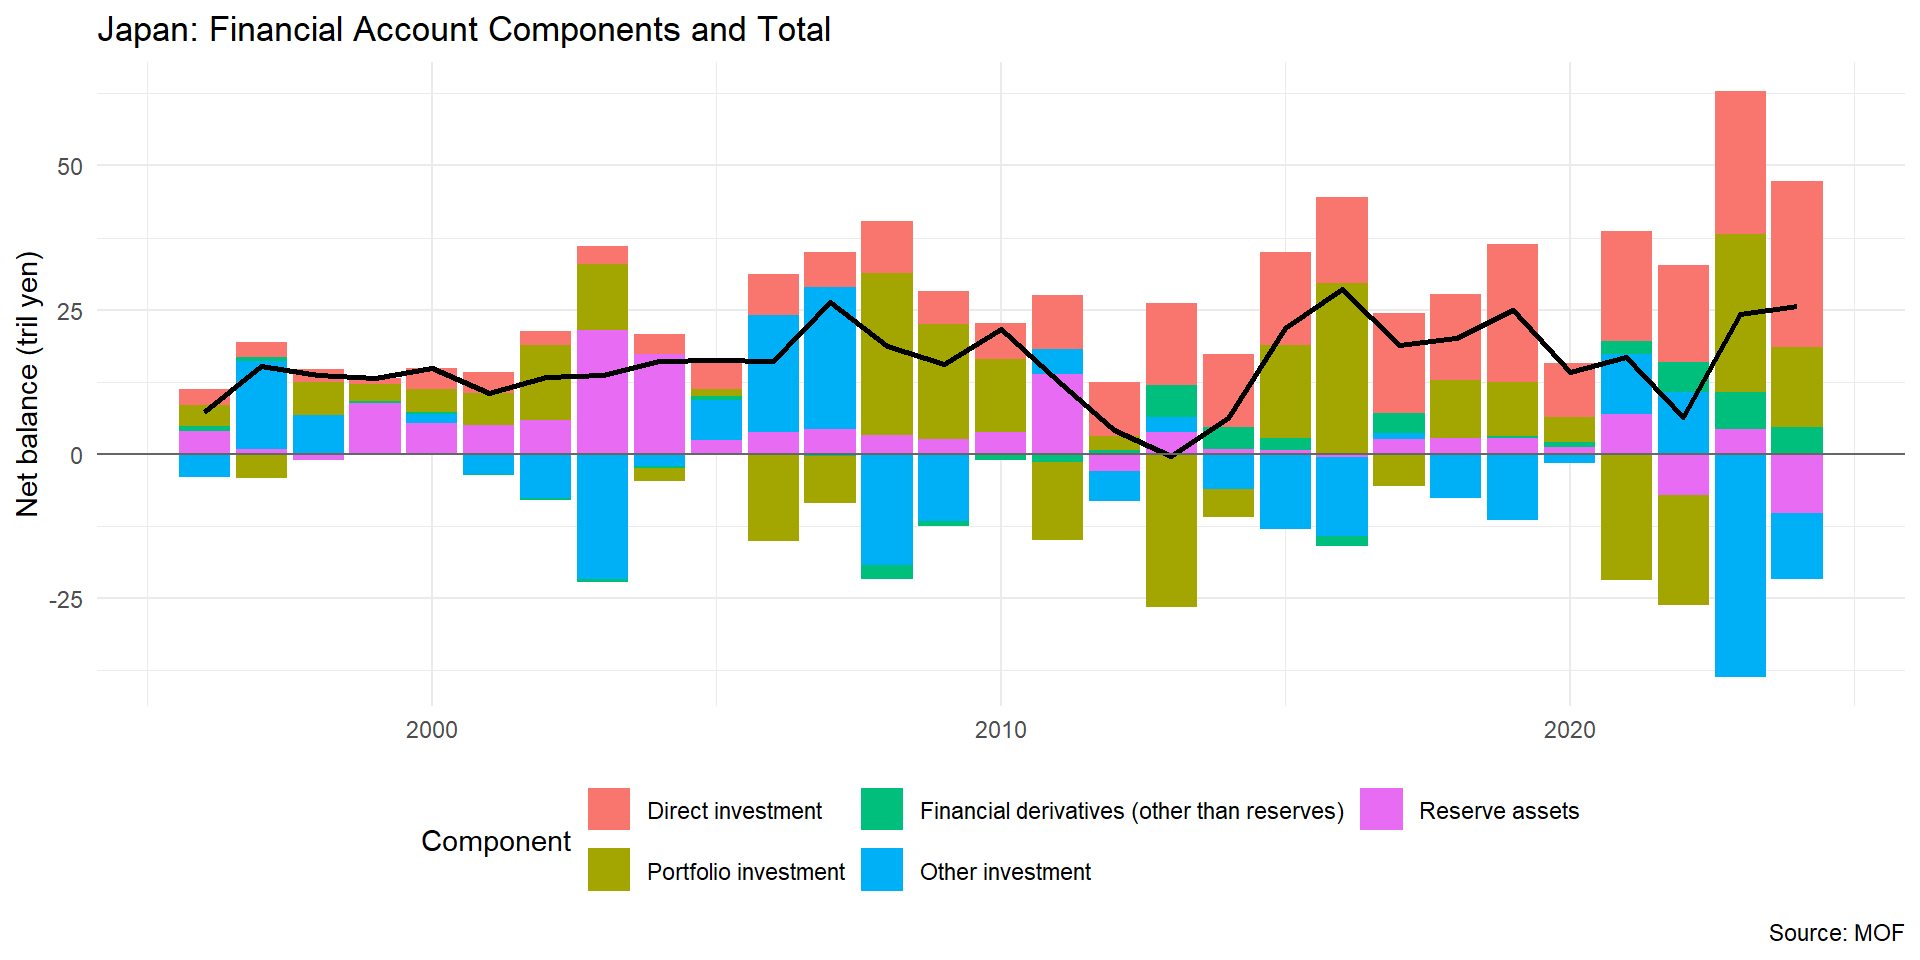 Japan: Financial Account Components and Total
Net balance (tril yen)
50
25
0
-25
2000
2010
2020
Component
Direct investment
Financial derivatives (other than reserves)
Reserve assets
Portfolio investment
Other investment
Source: MOF